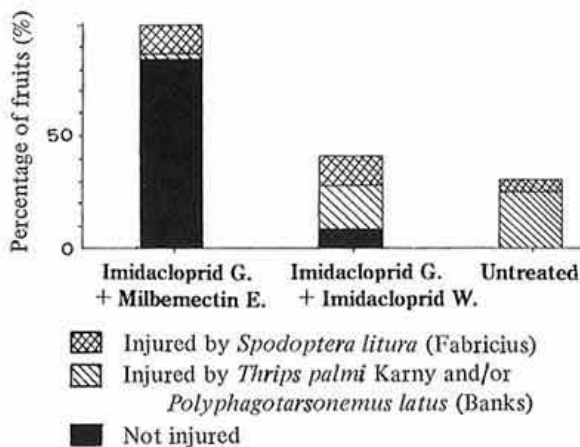 Percentage of fruits (%)
50
0
Imidacloprid G.
+ Milbemectin E.
Imidacloprid G.
+ Imidacloprid W.
Untreated
Injured by Spodoptera litura (Fabricius)
Injured by Thrips palmi Karny and/or
Polyphagotarsonemus latus (Banks)
Not injured